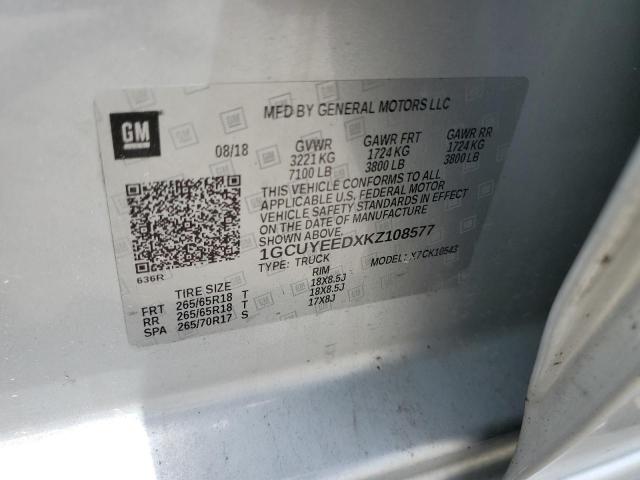 GM
MFD BY GENERAL MOTORS LLC
08/18 GVWR GAWR FRT GAWR RR
3221 KG 1724 KG 1724 KG
7100 LB 3800 LB 3800 LB
THIS VEHICLE CONFORMS TO ALL
APPLICABLE U.S. FEDERAL MOTOR
VEHICLE SAFETY STANDARDS IN EFFECT
ON THE DATE OF MANUFACTURE
1GCUYEEDXKZ108577
TYPE: TRUCK MODEL: X7CK10543
636R
TIRE SIZE RIM
FRT 265/65R18 T 18X8.5J
RR 265/65R18 T 18X8.5J
SPA 265/70R17 S 17X8J